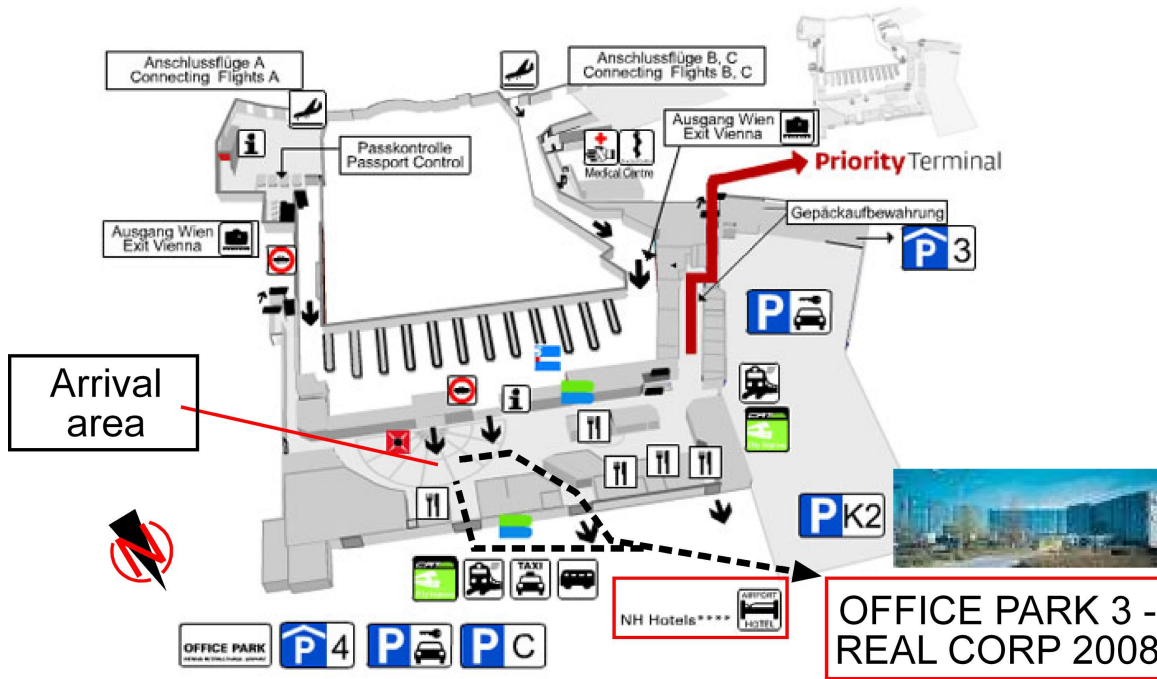 Anschlussflüge A
Connecting Flights A
Anschlussflüge B, C
Connecting Flights B, C
Ausgang Wien
Exit Vienna
Passkontrolle
Passport Control
Medical Centre
Priority Terminal
Gepäckaufbewahrung
P 3
Ausgang Wien
Exit Vienna
P
Arrival
area
CAT
P K2
N
CAT
TAXI
NH Hotels****
AIRPORT
HOTEL
OFFICE PARK 3 -
REAL CORP 2008
OFFICE PARK
P 4
P
P C